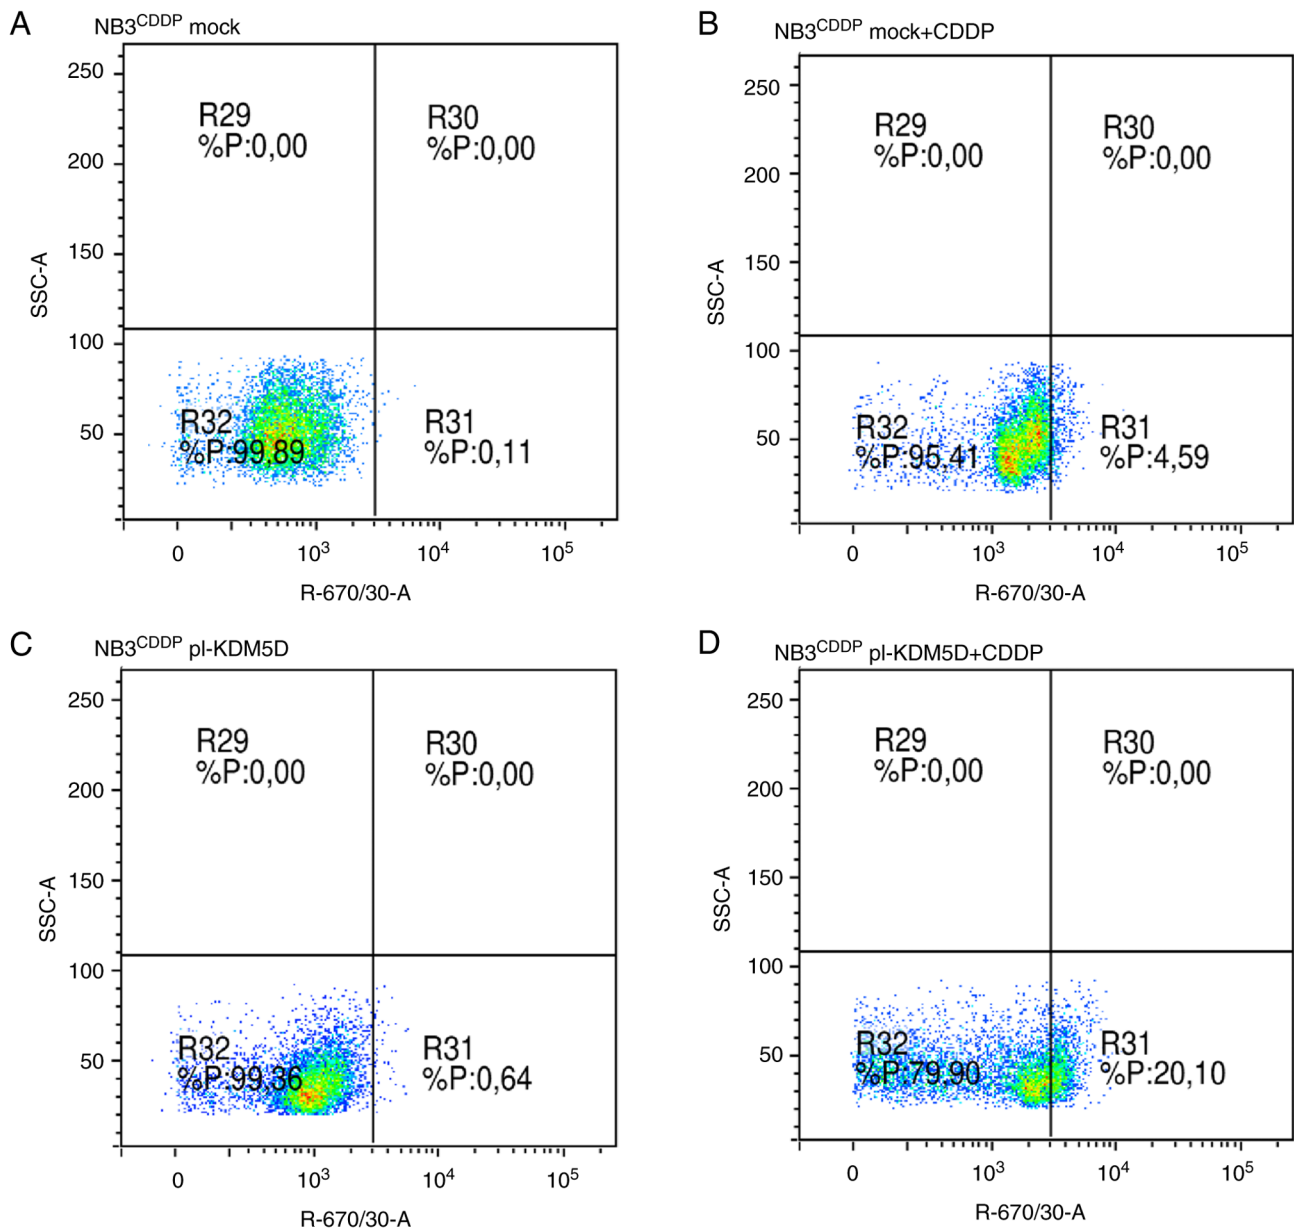 A
NB3CDDP mock
250
200
150
100
50
SSC-A
R29
%P:0,00
R30
%P:0,00
R32
%P:99,89
R31
%P:0,11
0
10³
10⁴
10⁵
R-670/30-A
B
NB3CDDP mock+CDDP
250
200
150
100
50
SSC-A
R29
%P:0,00
R30
%P:0,00
R32
%P:95,41
R31
%P:4,59
0
10³
10⁴
10⁵
R-670/30-A
C
NB3CDDP pl-KDM5D
250
200
150
100
50
SSC-A
R29
%P:0,00
R30
%P:0,00
R32
%P:99,36
R31
%P:0,64
0
10³
10⁴
10⁵
R-670/30-A
D
NB3CDDP pl-KDM5D+CDDP
250
200
150
100
50
SSC-A
R29
%P:0,00
R30
%P:0,00
R32
%P:79,90
R31
%P:20,10
0
10³
10⁴
10⁵
R-670/30-A